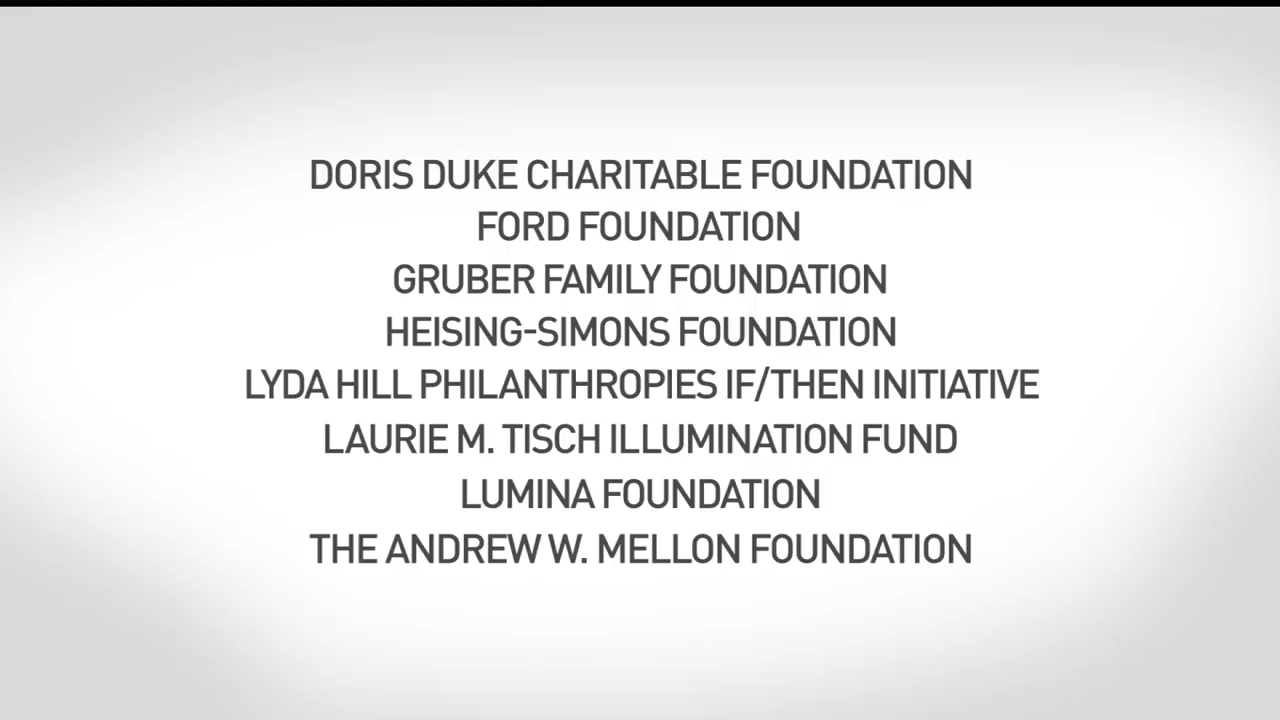 DORIS DUKE CHARITABLE FOUNDATION
FORD FOUNDATION
GRUBER FAMILY FOUNDATION
HEISING-SIMONS FOUNDATION
LYDA HILL PHILANTHROPIES IF/THEN INITIATIVE
LAURIE M. TISCH ILLUMINATION FUND
LUMINA FOUNDATION
THE ANDREW W. MELLON FOUNDATION